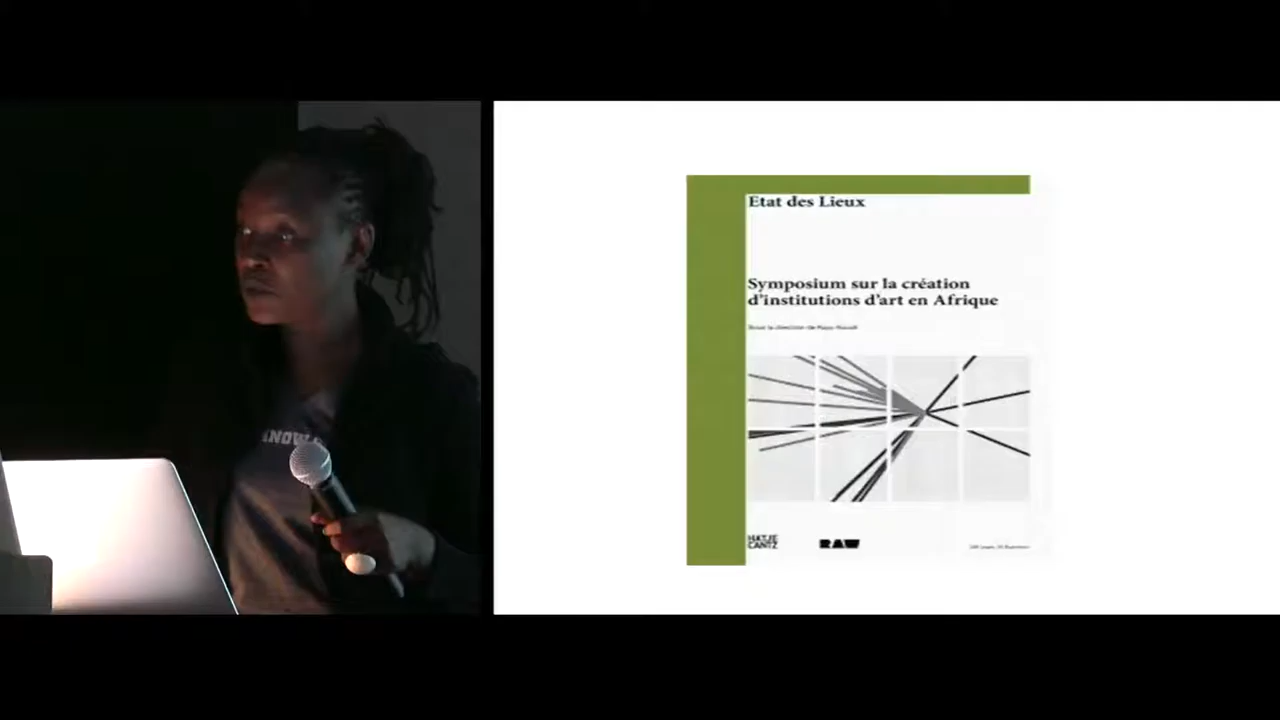 Etat des Lieux
Symposium sur la création
d'institutions d'art en Afrique
HATJE
CANTZ
RAW